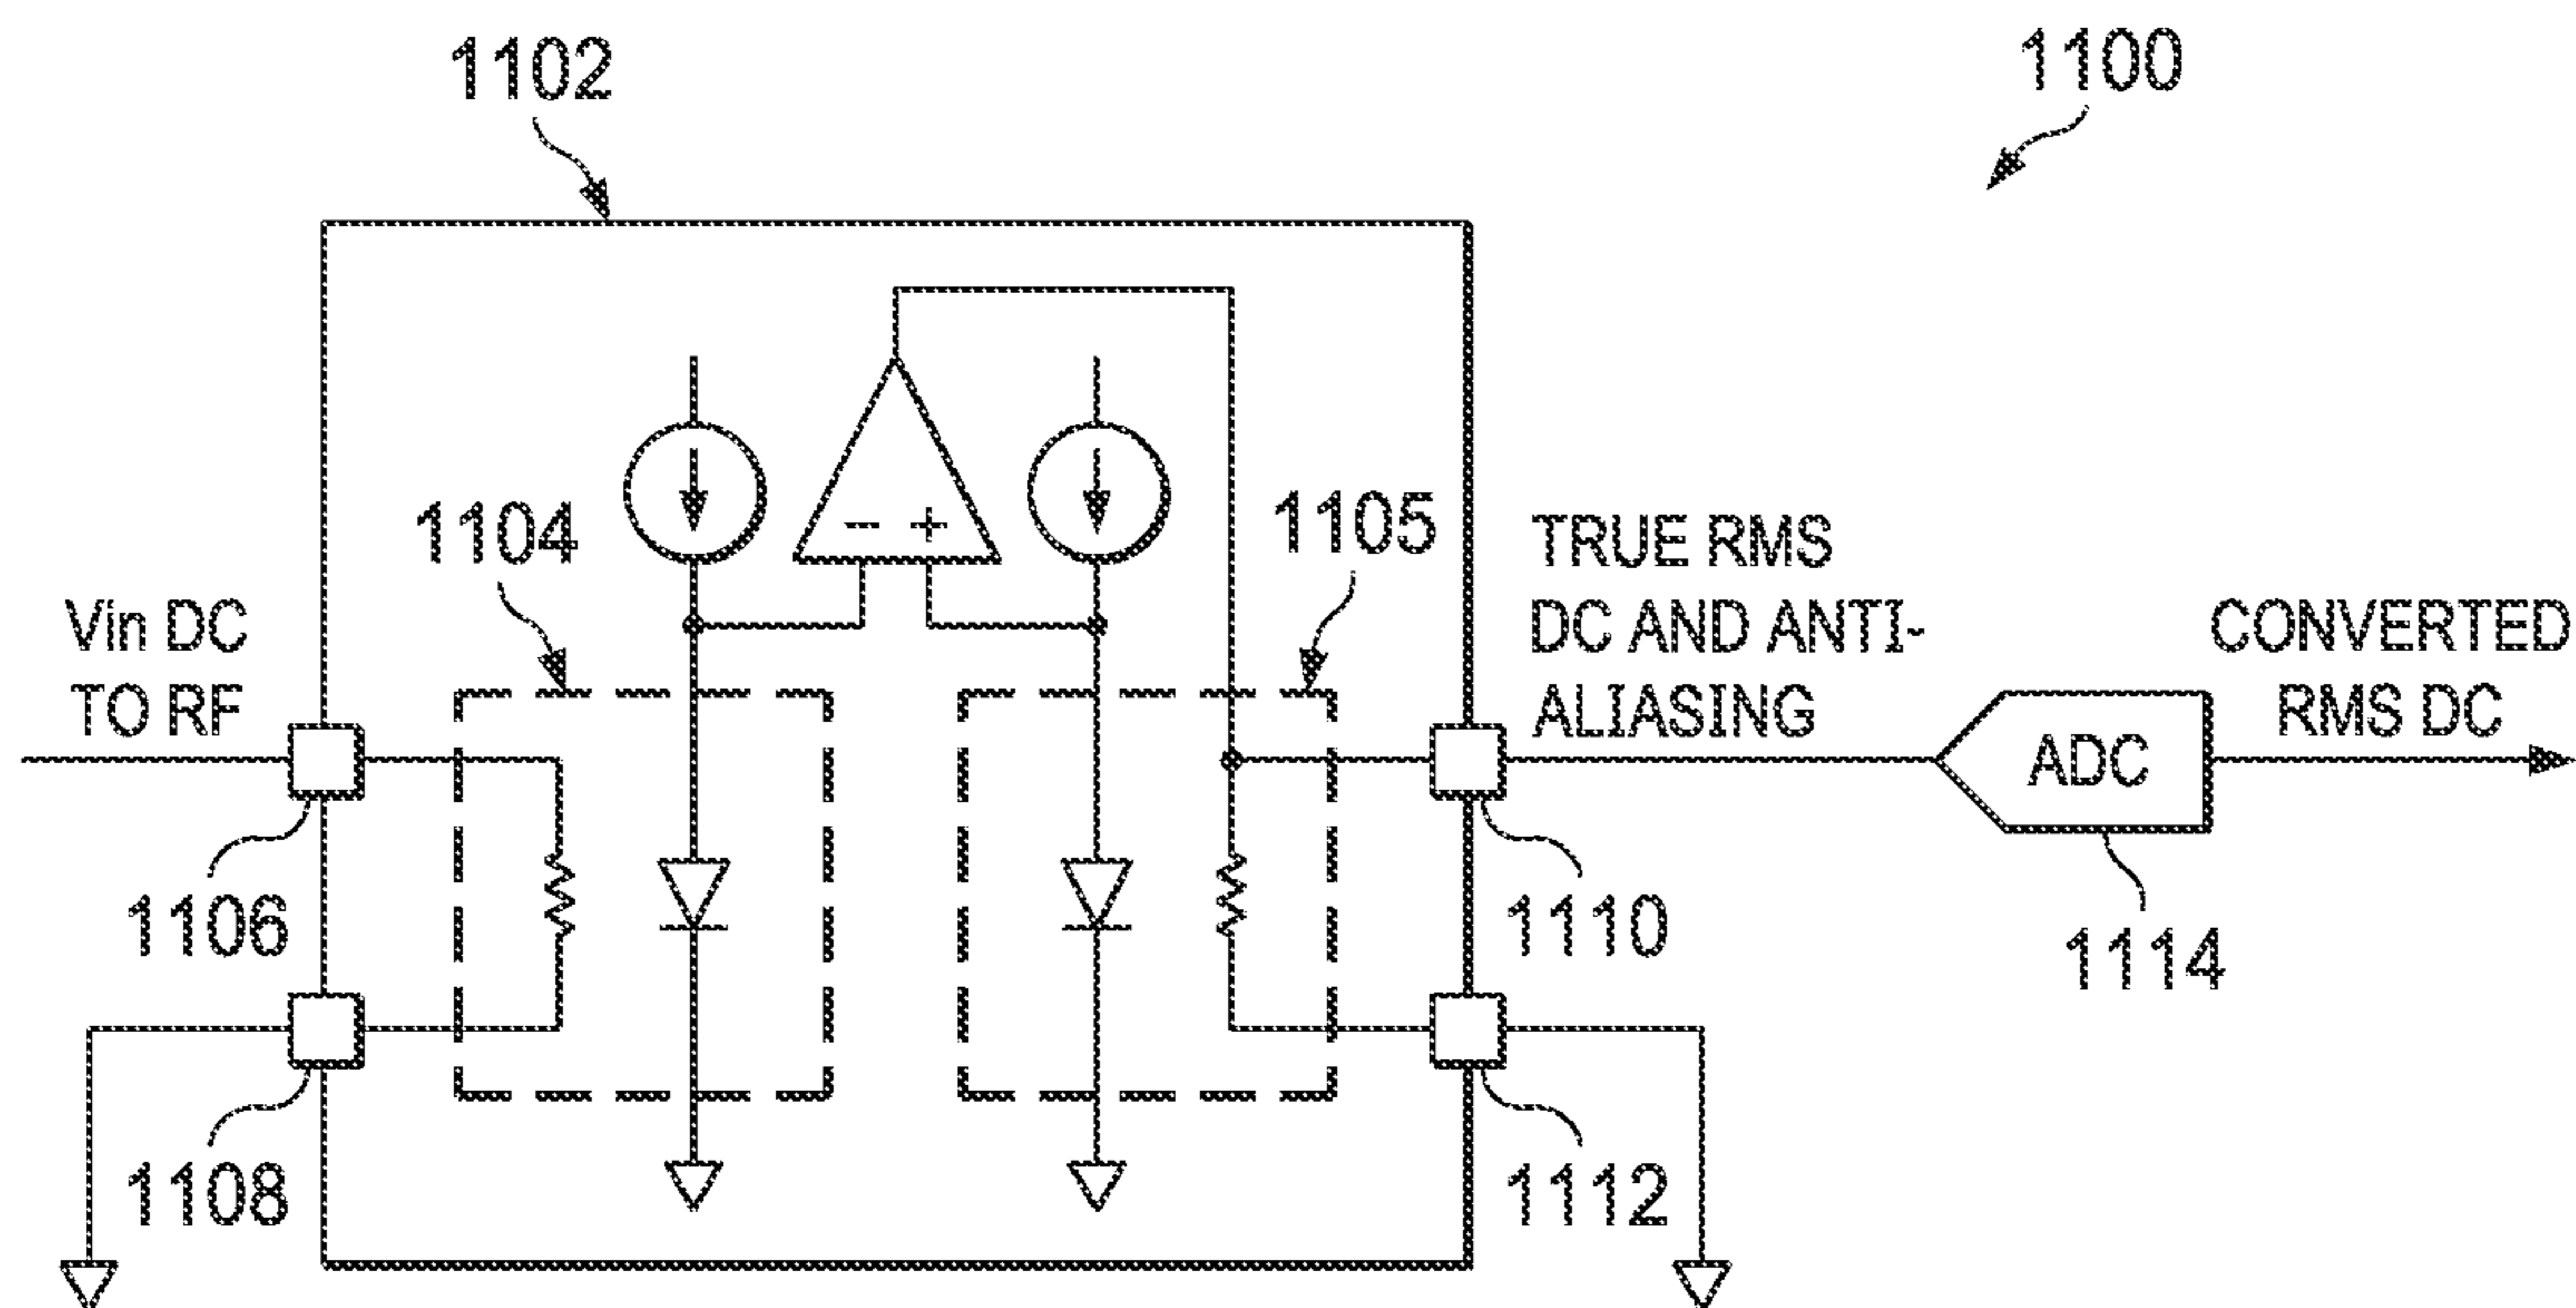 1102
1100
1104
1105
- +
Vin DC
TO RF
TRUE RMS
DC AND ANTI-
ALIASING
CONVERTED
RMS DC
ADC
1106
1110
1114
1108
1112